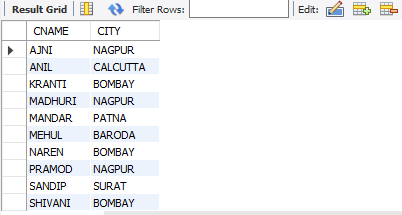 Result Grid Filter Rows: Edit:
CNAME CITY
AJNI NAGPUR
ANIL CALCUTTA
KRANTI BOMBAY
MADHURI NAGPUR
MANDAR PATNA
MEHUL BARODA
NAREN BOMBAY
PRAMOD NAGPUR
SANDIP SURAT
SHIVANI BOMBAY